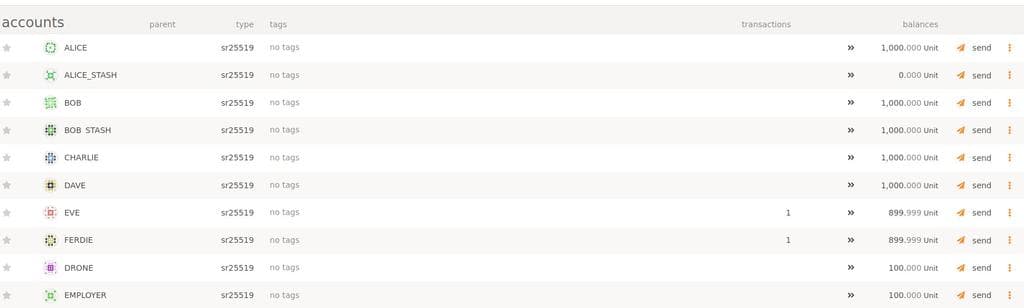 accounts parent type tags transactions balances
ALICE sr25519 no tags 1,000.000 Unit send
ALICE_STASH sr25519 no tags 0.000 Unit send
BOB sr25519 no tags 1,000.000 Unit send
BOB_STASH sr25519 no tags 1,000.000 Unit send
CHARLIE sr25519 no tags 1,000.000 Unit send
DAVE sr25519 no tags 1,000.000 Unit send
EVE sr25519 no tags 1 899.999 Unit send
FERDIE sr25519 no tags 1 899.999 Unit send
DRONE sr25519 no tags 100.000 Unit send
EMPLOYER sr25519 no tags 100.000 Unit send